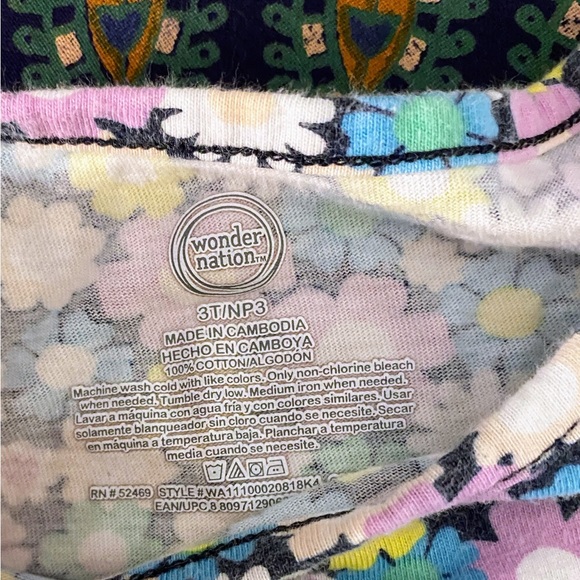 wonder
nation™
3T/NP3
MADE IN CAMBODIA
HECHO EN CAMBOYA
100% COTTON/ALGODÓN
Machine wash cold with like colors. Only non-chlorine bleach
when needed. Tumble dry low. Medium iron when needed.
Lavar a máquina con agua fría y con colores similares. Usar
solamente blanqueador sin cloro cuando se necesite. Secar
en máquina a temperatura baja. Planchar a temperatura
media cuando se necesite.
RN # 52469 STYLE # WA11100020818K4
EAN/UPC 8 809712906